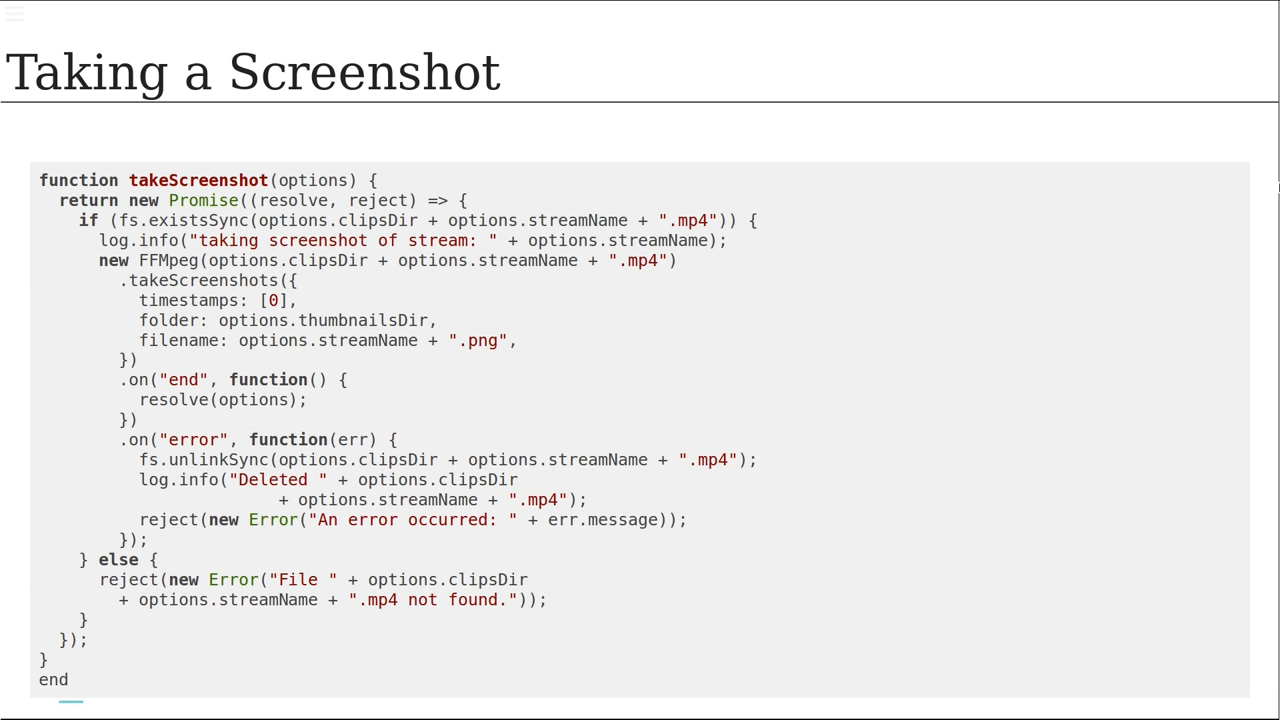 Taking a Screenshot
function takeScreenshot(options) {
  return new Promise((resolve, reject) => {
    if (fs.existsSync(options.clipsDir + options.streamName + ".mp4")) {
      log.info("taking screenshot of stream: " + options.streamName);
      new FFMpeg(options.clipsDir + options.streamName + ".mp4")
        .takeScreenshots({
          timestamps: [0],
          folder: options.thumbnailsDir,
          filename: options.streamName + ".png",
        })
        .on("end", function() {
          resolve(options);
        })
        .on("error", function(err) {
          fs.unlinkSync(options.clipsDir + options.streamName + ".mp4");
          log.info("Deleted " + options.clipsDir
                        + options.streamName + ".mp4");
          reject(new Error("An error occurred: " + err.message));
        });
    } else {
      reject(new Error("File " + options.clipsDir
        + options.streamName + ".mp4 not found."));
    }
  });
}
end